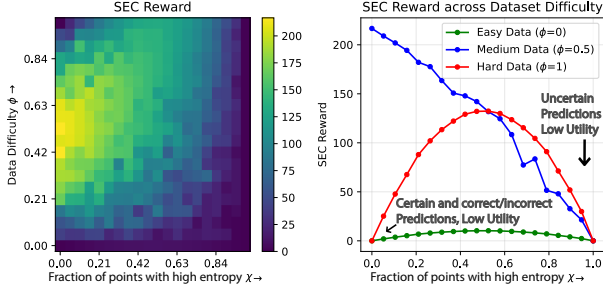 SEC Reward
Data Difficulty ϕ →
0.84
0.63
0.42
0.21
0.00
0.00 0.21 0.42 0.63 0.84
Fraction of points with high entropy χ→
200
175
150
125
100
75
50
25
0
SEC Reward across Dataset Difficulty
SEC Reward
200
150
100
50
0
Easy Data (ϕ=0)
Medium Data (ϕ=0.5)
Hard Data (ϕ=1)
Uncertain
Predictions
Low Utility
Certain and correct/incorrect
Predictions, Low Utility
0.0 0.2 0.4 0.6 0.8 1.0
Fraction of points with high entropy χ→